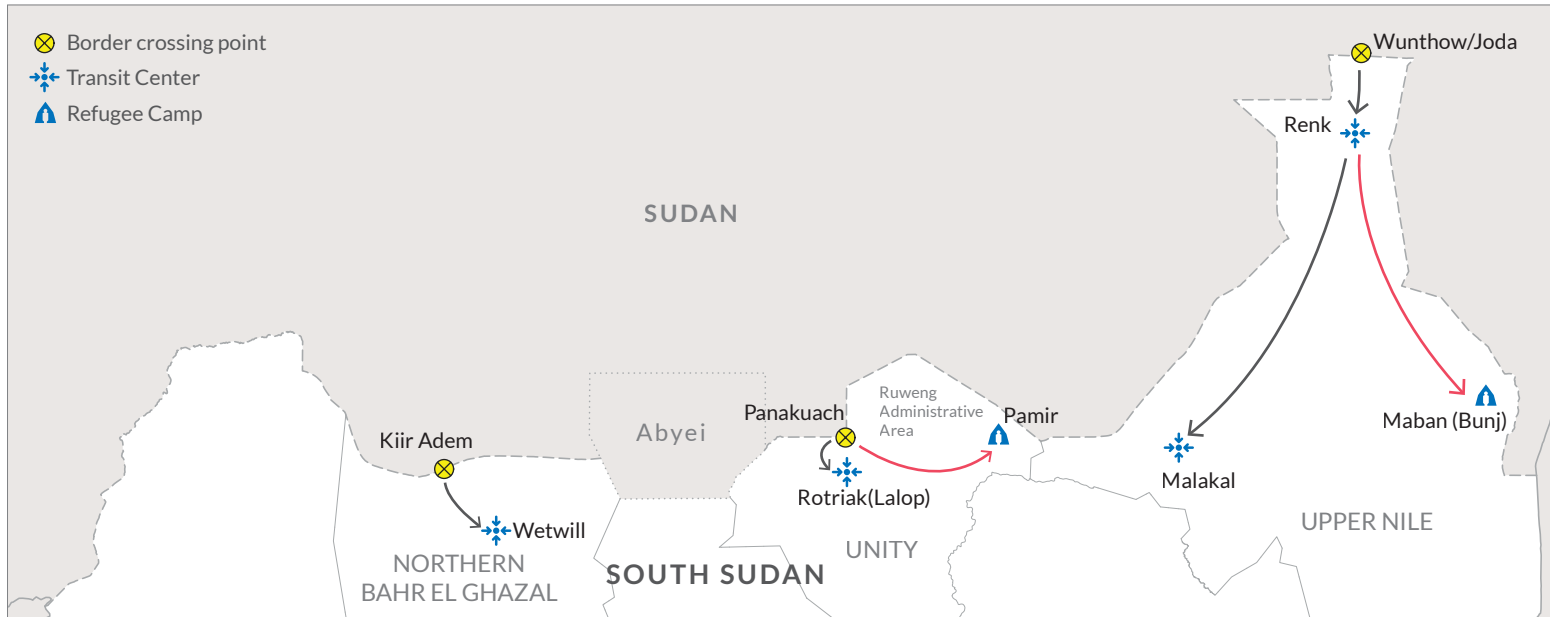 Border crossing point
Transit Center
Refugee Camp
Wunthow/Joda
Renk
SUDAN
Ruweng
Administrative
Area
Panakuach
Pamir
Abyei
Kiir Adem
Maban (Bunj)
Malakal
Rotriak(Lalop)
Wetwill
UPPER NILE
UNITY
NORTHERN
BAHR EL GHAZAL
SOUTH SUDAN